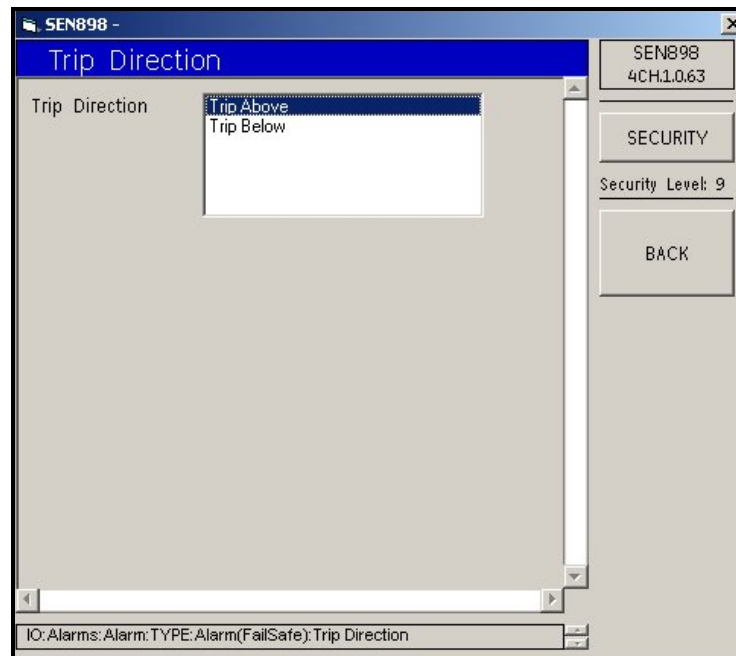 SEN898 -
Trip Direction
SEN898
4CH.1.0.63
Trip Direction
Trip Above
Trip Below
SECURITY
Security Level: 9
BACK
IO:Alarms:Alarm:TYPE:Alarm(FailSafe):Trip Direction